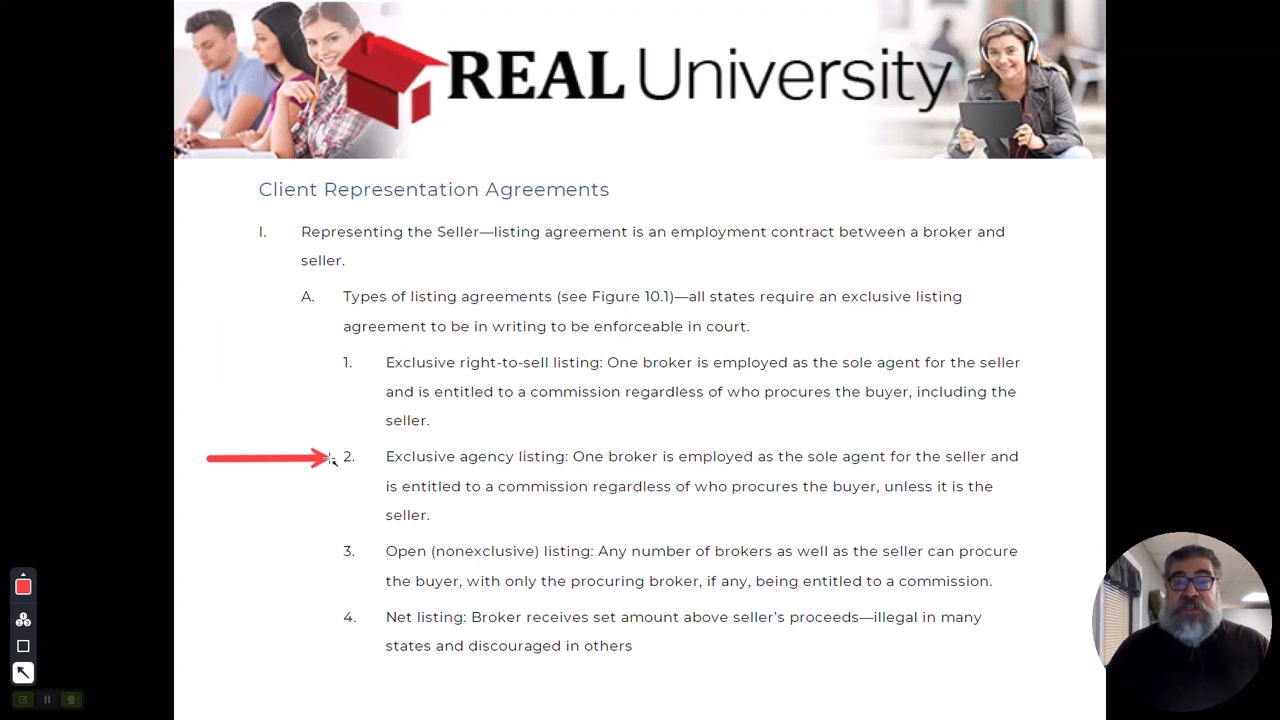 REAL University
Client Representation Agreements
I. Representing the Seller—listing agreement is an employment contract between a broker and
seller.
A. Types of listing agreements (see Figure 10.1)—all states require an exclusive listing
agreement to be in writing to be enforceable in court.
1. Exclusive right-to-sell listing: One broker is employed as the sole agent for the seller
and is entitled to a commission regardless of who procures the buyer, including the
seller.
2. Exclusive agency listing: One broker is employed as the sole agent for the seller and
is entitled to a commission regardless of who procures the buyer, unless it is the
seller.
3. Open (nonexclusive) listing: Any number of brokers as well as the seller can procure
the buyer, with only the procuring broker, if any, being entitled to a commission.
4. Net listing: Broker receives set amount above seller’s proceeds—illegal in many
states and discouraged in others